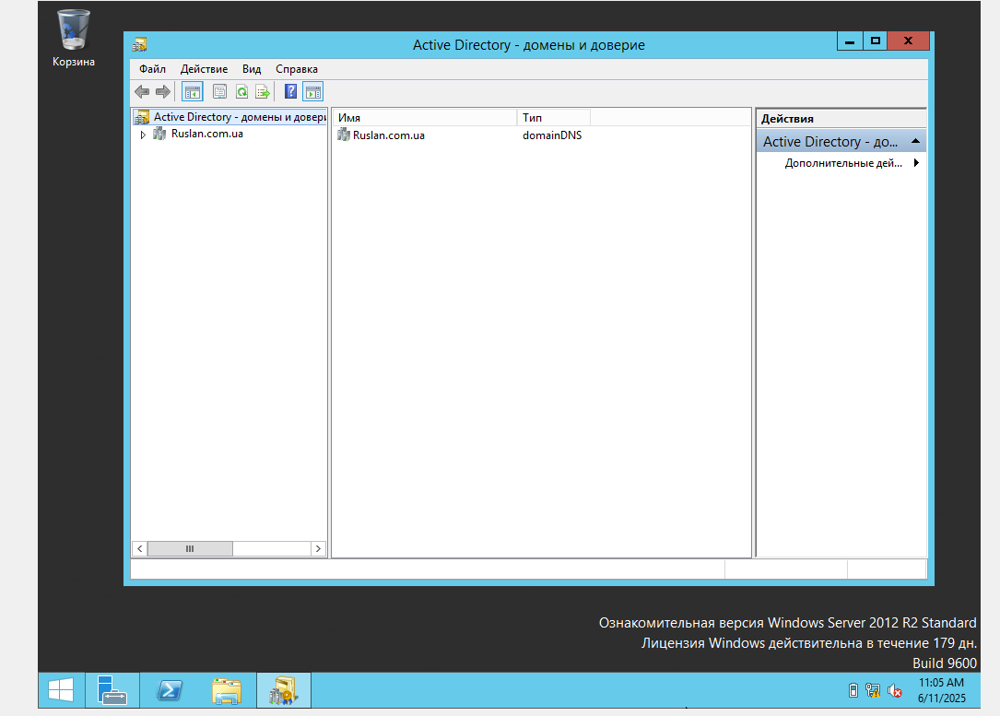 Корзина
Active Directory - домены и доверие
Файл Действие Вид Справка
Active Directory - домены и довери
Ruslan.com.ua
Имя Тип
Ruslan.com.ua domainDNS
Действия
Active Directory - до...
Дополнительные дей...
Ознакомительная версия Windows Server 2012 R2 Standard
Лицензия Windows действительна в течение 179 дн.
Build 9600
11:05 AM
6/11/2025